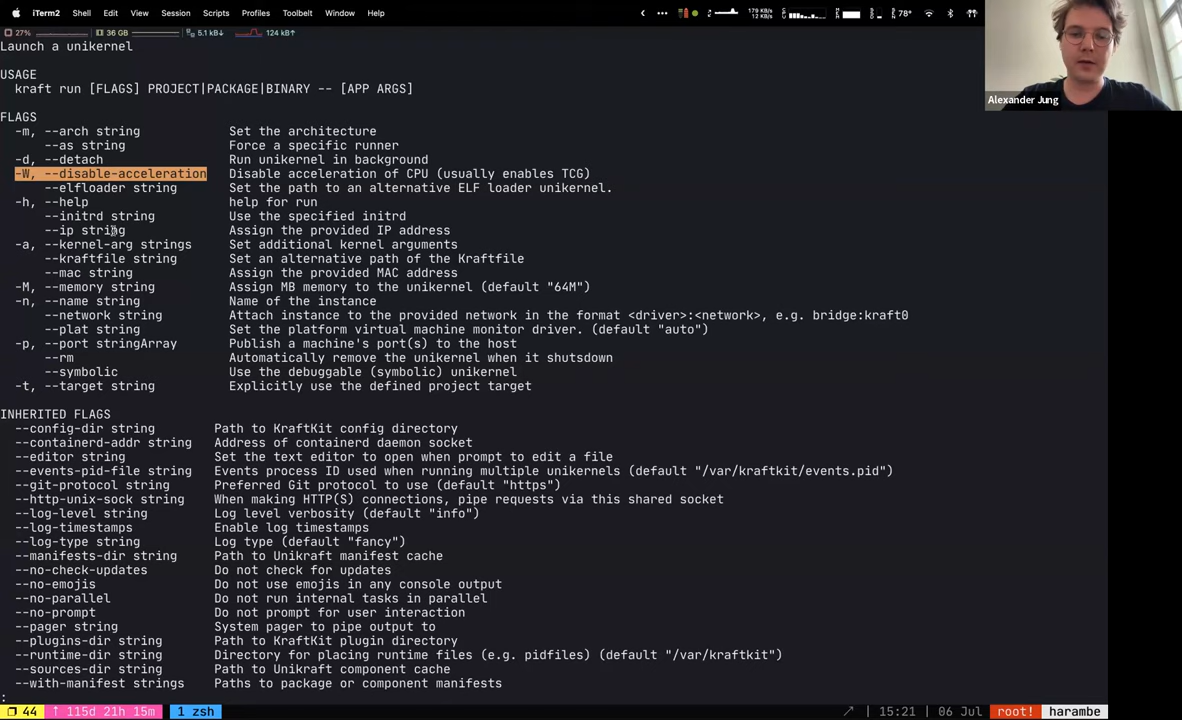 iTerm2 Shell Edit View Session Scripts Profiles Toolbelt Window Help 179 KB/s 12 KB/s 78°
27% 36 GB 5.1 kB↓ 124 kB↑
Launch a unikernel
USAGE
kraft run [FLAGS] PROJECT|PACKAGE|BINARY -- [APP ARGS]
FLAGS
-m, --arch string Set the architecture
--as string Force a specific runner
-d, --detach Run unikernel in background
-W, --disable-acceleration Disable acceleration of CPU (usually enables TCG)
--elfloader string Set the path to an alternative ELF loader unikernel.
-h, --help help for run
--initrd string Use the specified initrd
--ip string Assign the provided IP address
-a, --kernel-arg strings Set additional kernel arguments
--kraftfile string Set an alternative path of the Kraftfile
--mac string Assign the provided MAC address
-M, --memory string Assign MB memory to the unikernel (default "64M")
-n, --name string Name of the instance
--network string Attach instance to the provided network in the format <driver>:<network>, e.g. bridge:kraft0
--plat string Set the platform virtual machine monitor driver. (default "auto")
-p, --port stringArray Publish a machine's port(s) to the host
--rm Automatically remove the unikernel when it shutsdown
--symbolic Use the debuggable (symbolic) unikernel
-t, --target string Explicitly use the defined project target
INHERITED FLAGS
--config-dir string Path to KraftKit config directory
--containerd-addr string Address of containerd daemon socket
--editor string Set the text editor to open when prompt to edit a file
--events-pid-file string Events process ID used when running multiple unikernels (default "/var/kraftkit/events.pid")
--git-protocol string Preferred Git protocol to use (default "https")
--http-unix-sock string When making HTTP(S) connections, pipe requests via this shared socket
--log-level string Log level verbosity (default "info")
--log-timestamps Enable log timestamps
--log-type string Log type (default "fancy")
--manifests-dir string Path to Unikraft manifest cache
--no-check-updates Do not check for updates
--no-emojis Do not use emojis in any console output
--no-parallel Do not run internal tasks in parallel
--no-prompt Do not prompt for user interaction
--pager string System pager to pipe output to
--plugins-dir string Path to KraftKit plugin directory
--runtime-dir string Directory for placing runtime files (e.g. pidfiles) (default "/var/kraftkit")
--sources-dir string Path to Unikraft component cache
--with-manifest strings Paths to package or component manifests
:
44 ↑ 115d 21h 15m 1 zsh ↗ | 15:21 | 06 Jul root! harambe
Alexander Jung